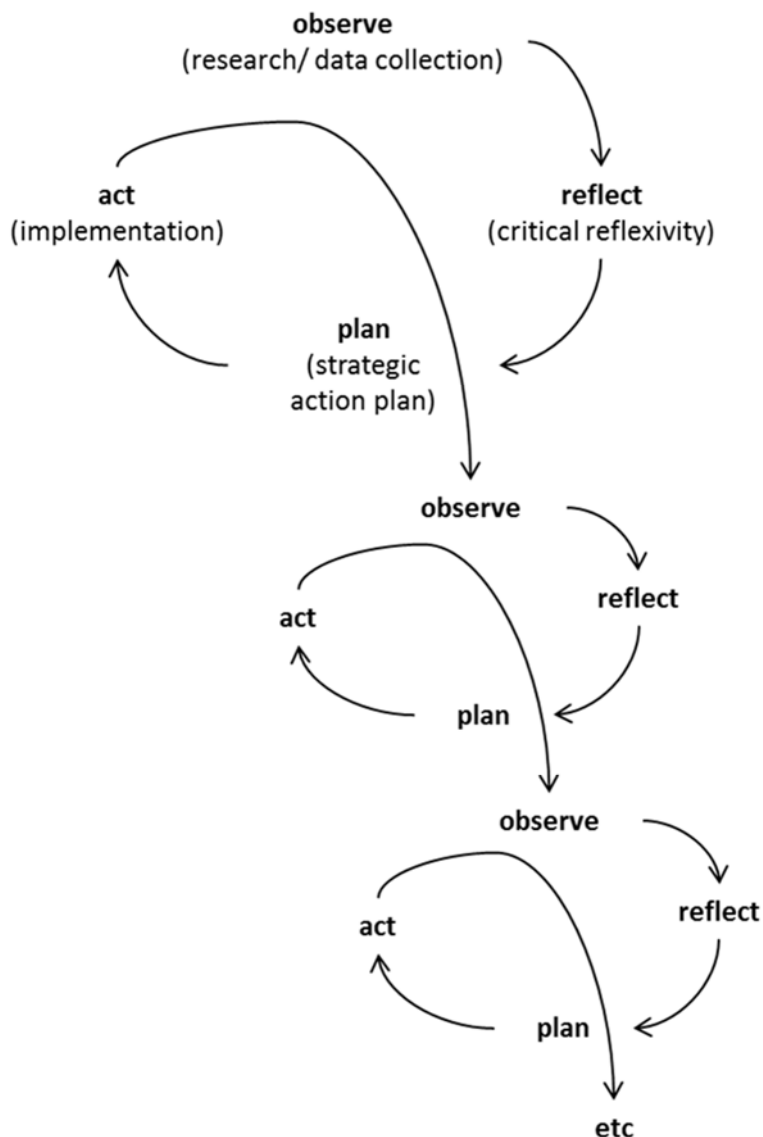 observe
(research/ data collection)
act
(implementation)
reflect
(critical reflexivity)
plan
(strategic
action plan)
observe
reflect
act
plan
observe
reflect
act
plan
etc